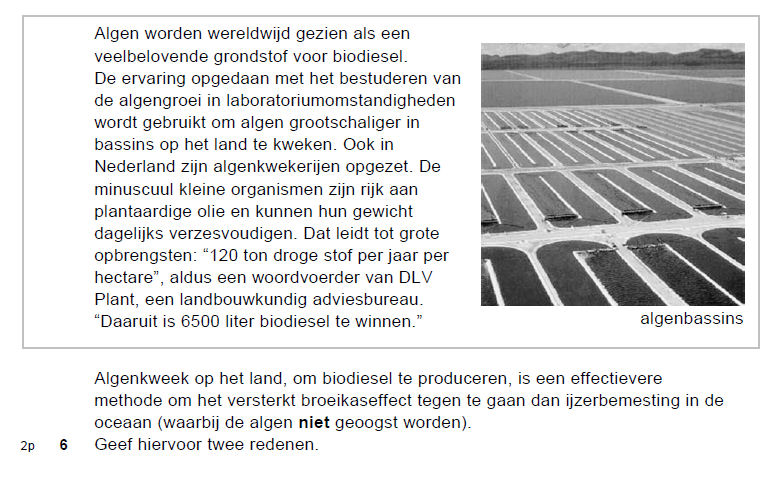 Algen worden wereldwijd gezien als een
veelbelovende grondstof voor biodiesel.
De ervaring opgedaan met het bestuderen van
de algengroei in laboratoriumomstandigheden
wordt gebruikt om algen grootschaliger in
bassins op het land te kweken. Ook in
Nederland zijn algenkwekerijen opgezet. De
minuscuul kleine organismen zijn rijk aan
plantaardige olie en kunnen hun gewicht
dagelijks verzesvoudigen. Dat leidt tot grote
opbrengsten: “120 ton droge stof per jaar per
hectare”, aldus een woordvoerder van DLV
Plant, een landbouwkundig adviesbureau.
“Daaruit is 6500 liter biodiesel te winnen.”
algenbassins
Algenkweek op het land, om biodiesel te produceren, is een effectievere
methode om het versterkt broeikaseffect tegen te gaan dan ijzerbemesting in de
oceaan (waarbij de algen niet geoogst worden).
2p 6 Geef hiervoor twee redenen.